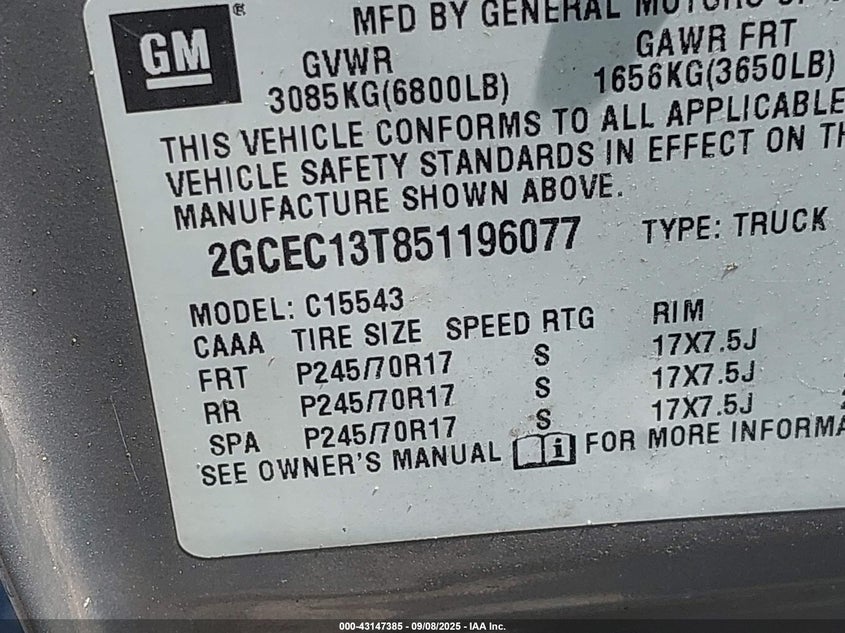 GM ®
MFD BY GENERAL MOTORS OF
GVWR GAWR FRT
3085KG(6800LB) 1656KG(3650LB)
THIS VEHICLE CONFORMS TO ALL APPLICABLE
VEHICLE SAFETY STANDARDS IN EFFECT ON TH
MANUFACTURE SHOWN ABOVE.
2GCEC13T851196077 TYPE: TRUCK
MODEL: C15543
CAAA TIRE SIZE SPEED RTG RIM
FRT P245/70R17 S 17X7.5J
RR P245/70R17 S 17X7.5J
SPA P245/70R17 S 17X7.5J
SEE OWNER'S MANUAL i FOR MORE INFORMA
000-43147385 - 09/08/2025 - IAA Inc.